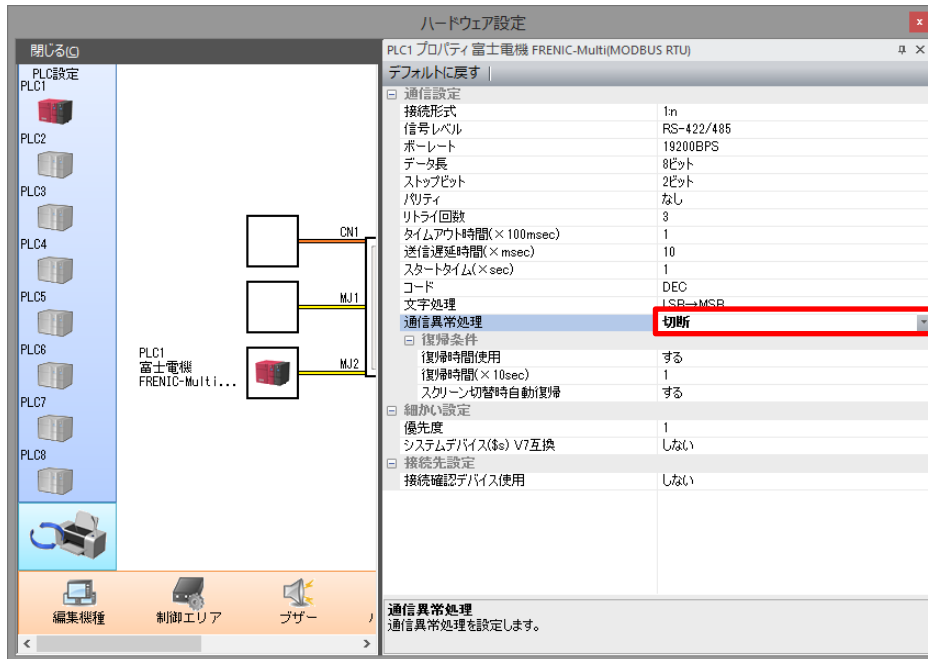 ハードウェア設定
x
閉じる(C)
PLC1 プロパティ 富士電機 FRENIC-Multi(MODBUS RTU)
PLC設定
PLC1
PLC2
PLC3
PLC4
PLC5
PLC6
PLC7
PLC8
CN1
MJ1
MJ2
PLC1
富士電機
FRENIC-Multi...
編集機種
制御エリア
ブザー
デフォルトに戻す
通信設定
接続形式 1:n
信号レベル RS-422/485
ボーレート 19200BPS
データ長 8ビット
ストップビット 2ビット
パリティ なし
リトライ回数 3
タイムアウト時間(×100msec) 1
送信遅延時間(×msec) 10
スタートタイム(×sec) 1
コード DEC
文字処理 LSB→MSB
通信異常処理 切断
復帰条件
復帰時間使用 する
復帰時間(×10sec) 1
スクリーン切替時自動復帰 する
細かい設定
優先度 1
システムデバイス($s) V7互換 しない
接続先設定
接続確認デバイス使用 しない
通信異常処理
通信異常処理を設定します。